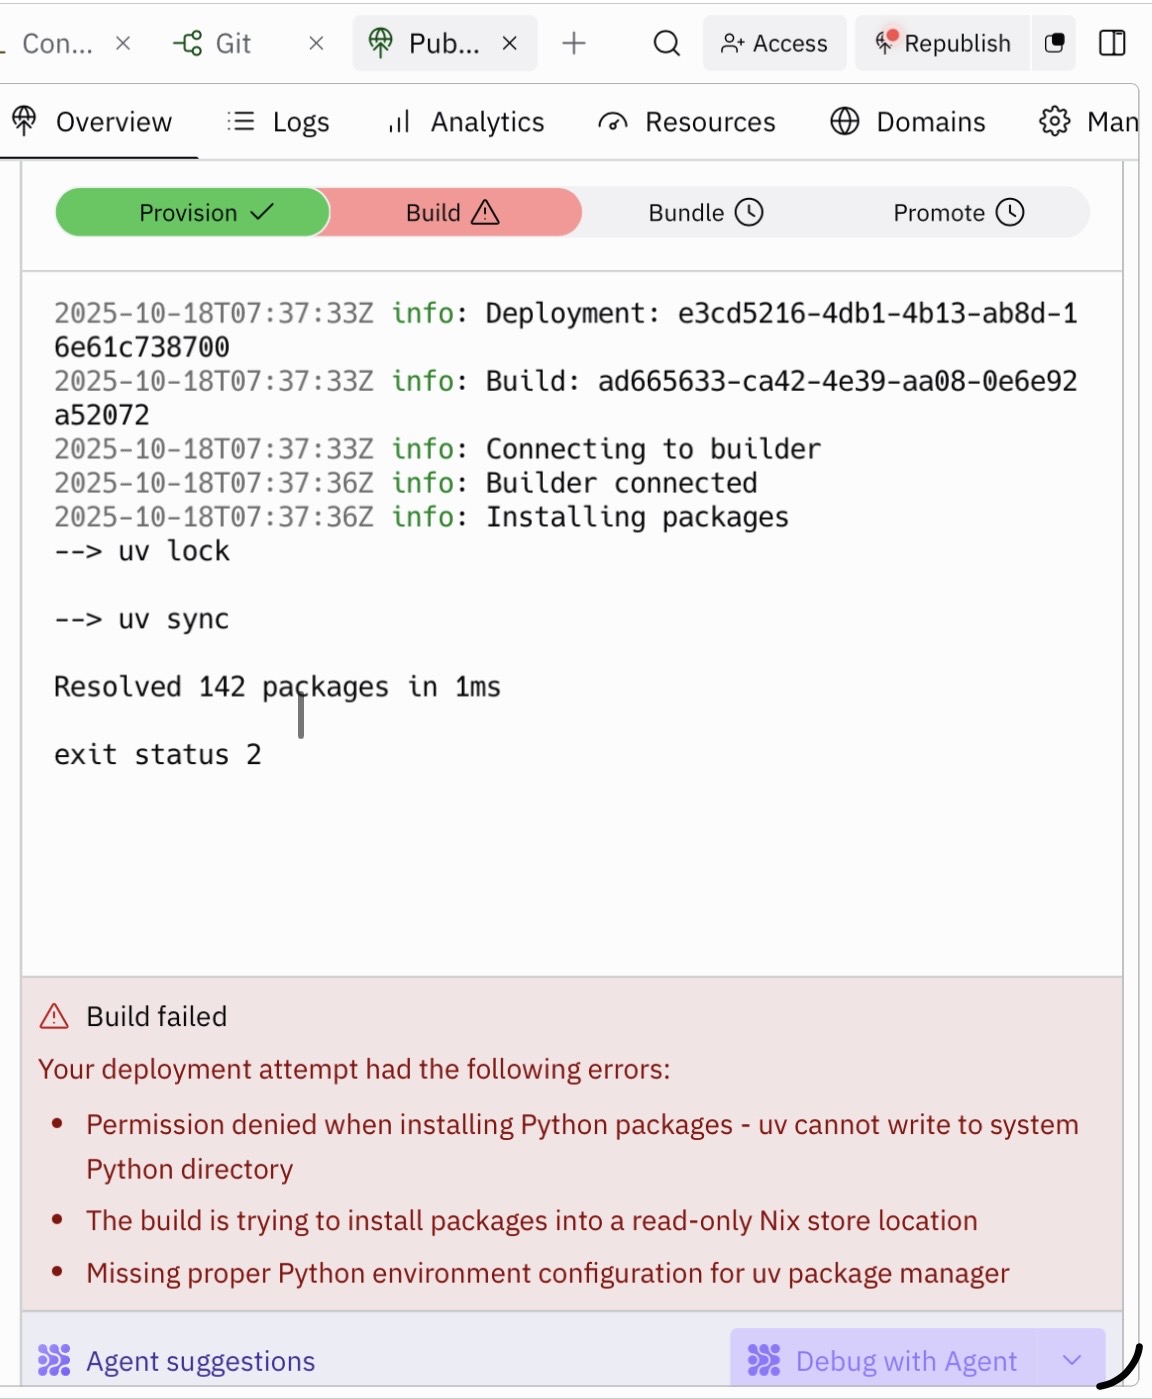 Con...
Git
Pub...
Access
Republish
Overview
Logs
Analytics
Resources
Domains
Man
Provision
Build
Bundle
Promote
2025-10-18T07:37:33Z info: Deployment: e3cd5216-4db1-4b13-ab8d-1
6e61c738700
2025-10-18T07:37:33Z info: Build: ad665633-ca42-4e39-aa08-0e6e92
a52072
2025-10-18T07:37:33Z info: Connecting to builder
2025-10-18T07:37:36Z info: Builder connected
2025-10-18T07:37:36Z info: Installing packages
--> uv lock
--> uv sync
Resolved 142 packages in 1ms
exit status 2
Build failed
Your deployment attempt had the following errors:
• Permission denied when installing Python packages - uv cannot write to system
Python directory
• The build is trying to install packages into a read-only Nix store location
• Missing proper Python environment configuration for uv package manager
Agent suggestions
Debug with Agent